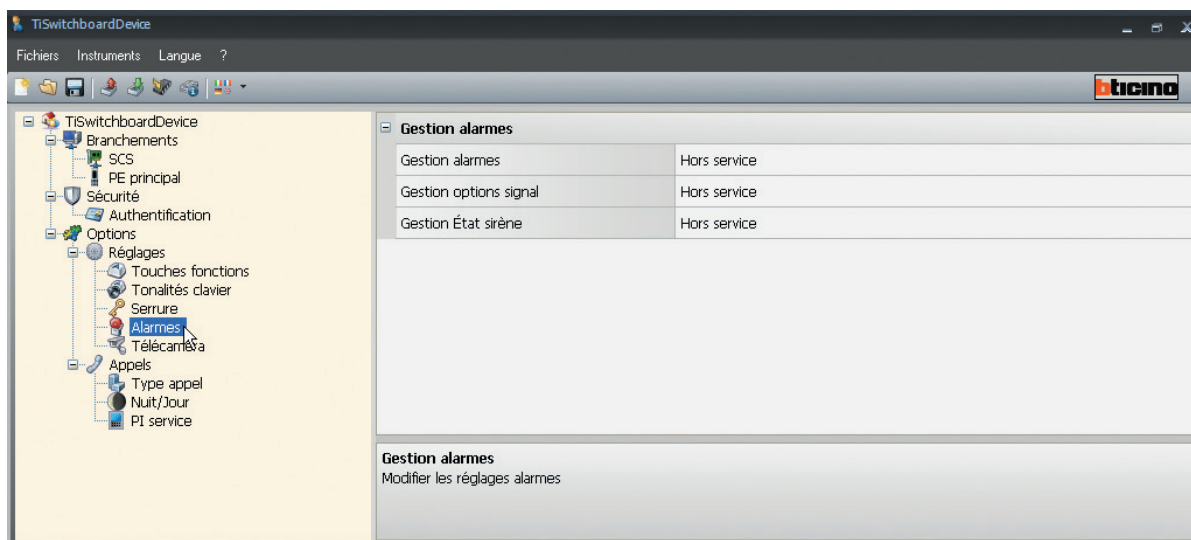 TiSwitchboardDevice
Fichiers Instruments Langue ?
bticino
TiSwitchboardDevice
Branchements
SCS
PE principal
Sécurité
Authentification
Options
Réglages
Touches fonctions
Tonalités clavier
Serrure
Alarmes
Télécaméra
Appels
Type appel
Nuit/Jour
PI service
Gestion alarmes
Gestion alarmes Hors service
Gestion options signal Hors service
Gestion État sirène Hors service
Gestion alarmes
Modifier les réglages alarmes